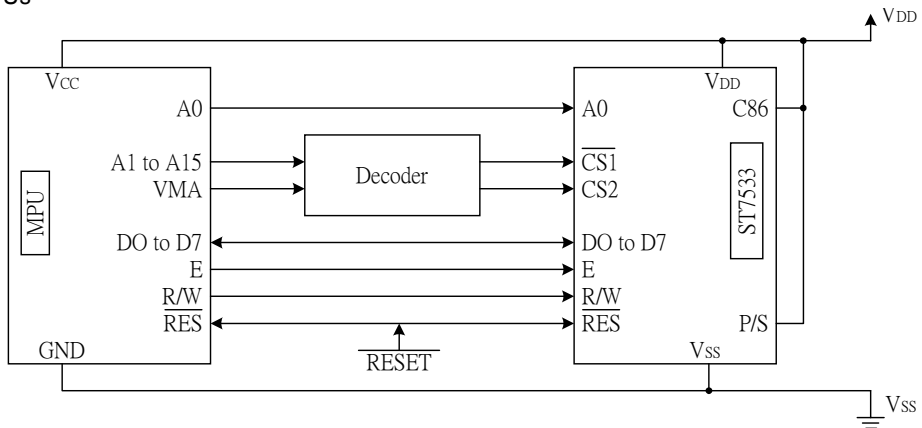 VDD
VCC
A0
A1 to A15
VMA
DO to D7
E
R/W
RES
GND
MPU
Decoder
RESET
VDD
A0
C86
CS1
CS2
DO to D7
E
R/W
RES
P/S
VSS
ST7533
VSS